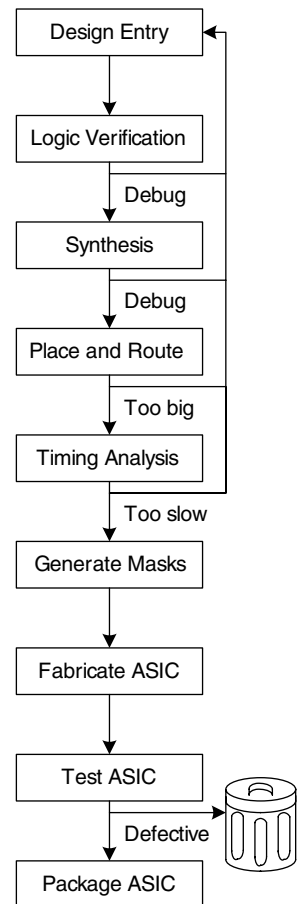 Design Entry
Logic Verification
Debug
Synthesis
Debug
Place and Route
Too big
Timing Analysis
Too slow
Generate Masks
Fabricate ASIC
Test ASIC
Defective
Package ASIC